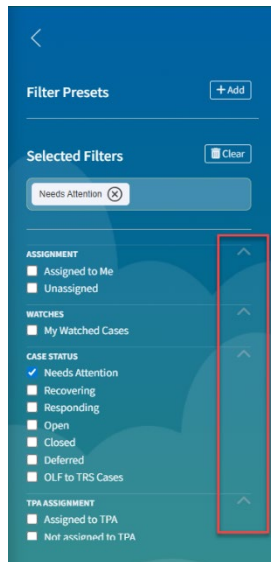 Filter Presets
+ Add
Selected Filters
Clear
Needs Attention
ASSIGNMENT
Assigned to Me
Unassigned
WATCHES
My Watched Cases
CASE STATUS
Needs Attention
Recovering
Responding
Open
Closed
Deferred
OLF to TRS Cases
TPA ASSIGNMENT
Assigned to TPA
Not assigned to TPA